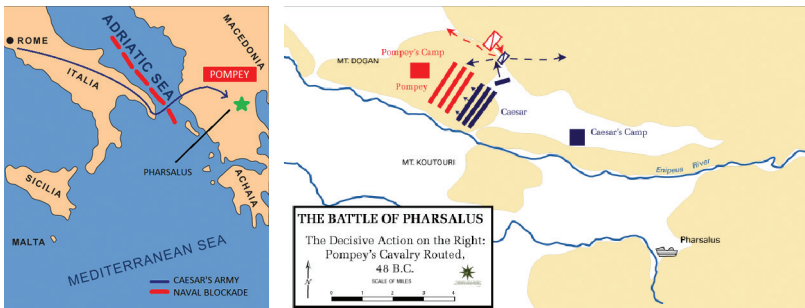 ROME
ADRIATIC SEA
MACEDONIA
ITALIA
POMPEY
PHARSALUS
SICILIA
ACHAIA
MALTA
MEDITERRANEAN SEA
CAESAR'S ARMY
NAVAL BLOCKADE
Pompey's Camp
MT. DOGAN
Pompey
Caesar
Caesar's Camp
MT. KOUTOURI
Enipeus River
Pharsalus
THE BATTLE OF PHARSALUS
The Decisive Action on the Right:
Pompey's Cavalry Routed,
48 B.C.
SCALE OF MILES
N
0 1 2 3 4